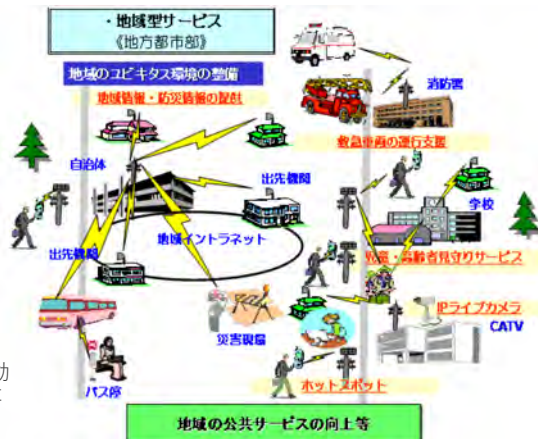 ・地域型サービス
《地方都市部》
地域のユビキタス環境の整備
地域情報・防災情報の提供
消防署
救急車両の運行支援
自治体
出先機関
学校
地域イントラネット
出先機関
児童・高齢者見守りサービス
IPライブカメラ
CATV
災害現場
バス停
ホットスポット
地域の公共サービスの向上等
動